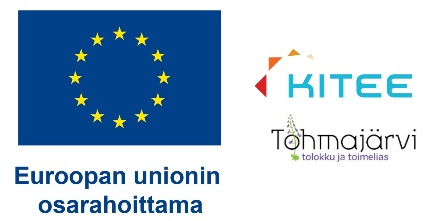 Euroopan unionin
osarahoittama
KITEE
Tohmajärvi
tolokku ja toimelias